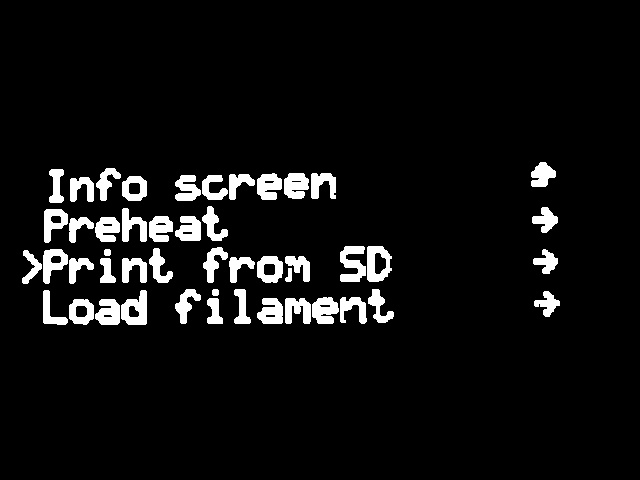 Info screen ↑
Preheat →
>Print from SD →
Load filament →